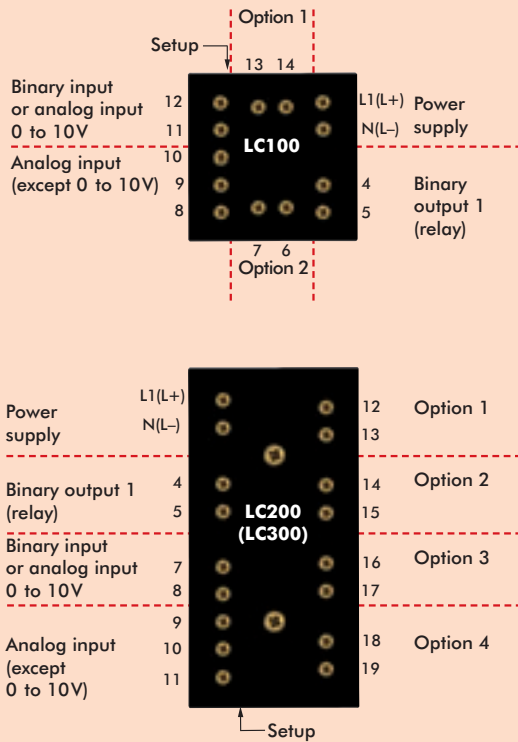 Option 1
Setup
13 14
Binary input
or analog input
0 to 10V
12
11
L1(L+)
N(L–)
Power
supply
LC100
Analog input
(except 0 to 10V)
10
9
8
4
5
Binary
output 1
(relay)
7 6
Option 2
L1(L+)
N(L–)
Power
supply
12
13
Option 1
Binary output 1
(relay)
4
5
LC200
(LC300)
14
15
Option 2
Binary input
or analog input
0 to 10V
7
8
16
17
Option 3
Analog input
(except
0 to 10V)
9
10
11
18
19
Option 4
Setup